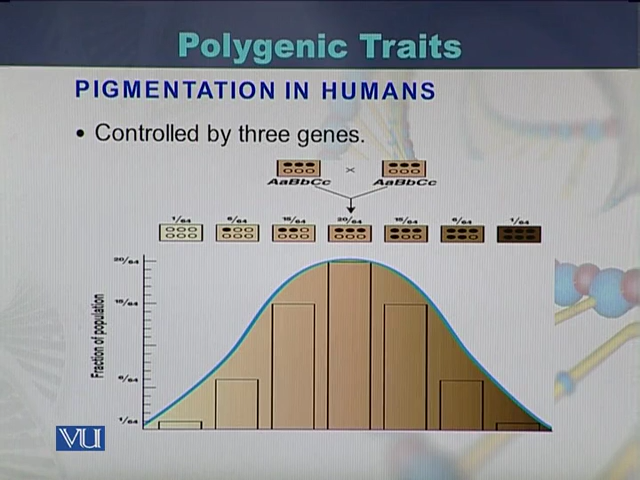 Polygenic Traits
PIGMENTATION IN HUMANS
• Controlled by three genes.
×
AaBbCc AaBbCc
1/64 6/64 15/64 20/64 15/64 6/64 1/64
20/64
15/64
Fraction of population
6/64
1/64
VU